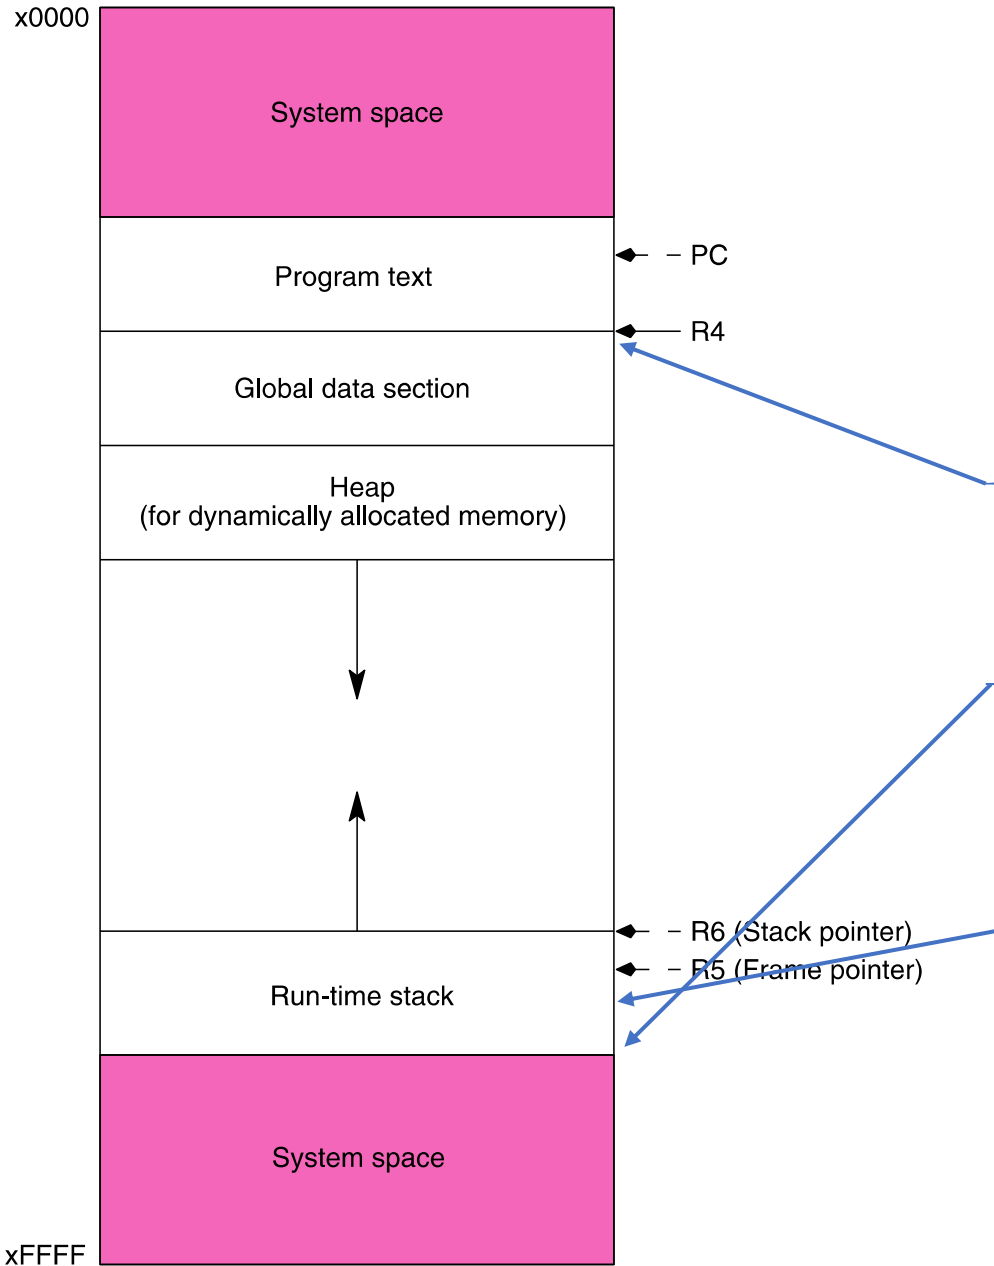 x0000
System space
PC
Program text
R4
Global data section
Heap
(for dynamically allocated memory)
R6 (Stack pointer)
R5 (Frame pointer)
Run-time stack
System space
xFFFF